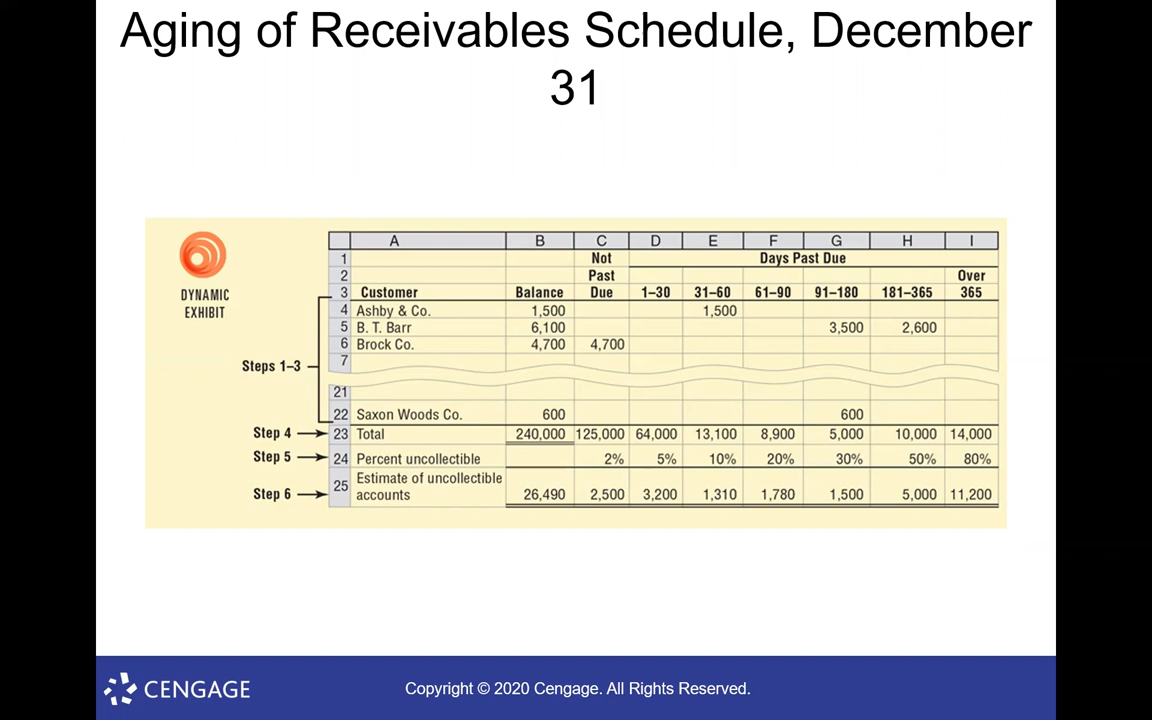 Aging of Receivables Schedule, December
31
DYNAMIC
EXHIBIT
A B C D E F G H I
1 Not Days Past Due
2 Past Over
3 Customer Balance Due 1–30 31–60 61–90 91–180 181–365 365
4 Ashby & Co. 1,500 1,500
5 B. T. Barr 6,100 3,500 2,600
6 Brock Co. 4,700 4,700
Steps 1–3
7
21
22 Saxon Woods Co. 600 600
Step 4 23 Total 240,000 125,000 64,000 13,100 8,900 5,000 10,000 14,000
Step 5 24 Percent uncollectible 2% 5% 10% 20% 30% 50% 80%
25 Estimate of uncollectible
Step 6 accounts 26,490 2,500 3,200 1,310 1,780 1,500 5,000 11,200
CENGAGE
Copyright © 2020 Cengage. All Rights Reserved.